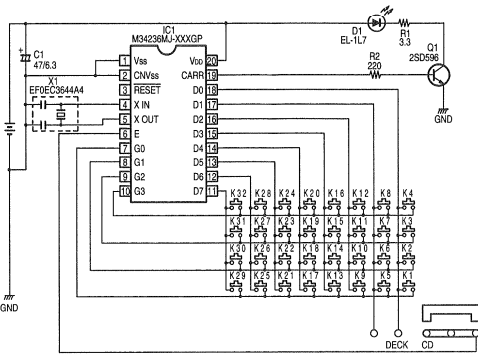 IC1
M34236MJ-XXXGP
D1
EL-1L7
R1
3.3
C1
47/6.3
1 Vss VDD 20
R2
220
Q1
2SD596
2 CNVss CARR 19
X1
EF0EC3644A4
3 RESET D0 18
4 X IN D1 17
GND
5 X OUT D2 16
6 E D3 15
7 G0 D4 14
8 G1 D5 13
9 G2 D6 12
10 G3 D7 11
K32 K28 K24 K20 K16 K12 K8 K4
K31 K27 K23 K19 K15 K11 K7 K3
K30 K26 K22 K18 K14 K10 K6 K2
K29 K25 K21 K17 K13 K9 K5 K1
GND
DECK CD